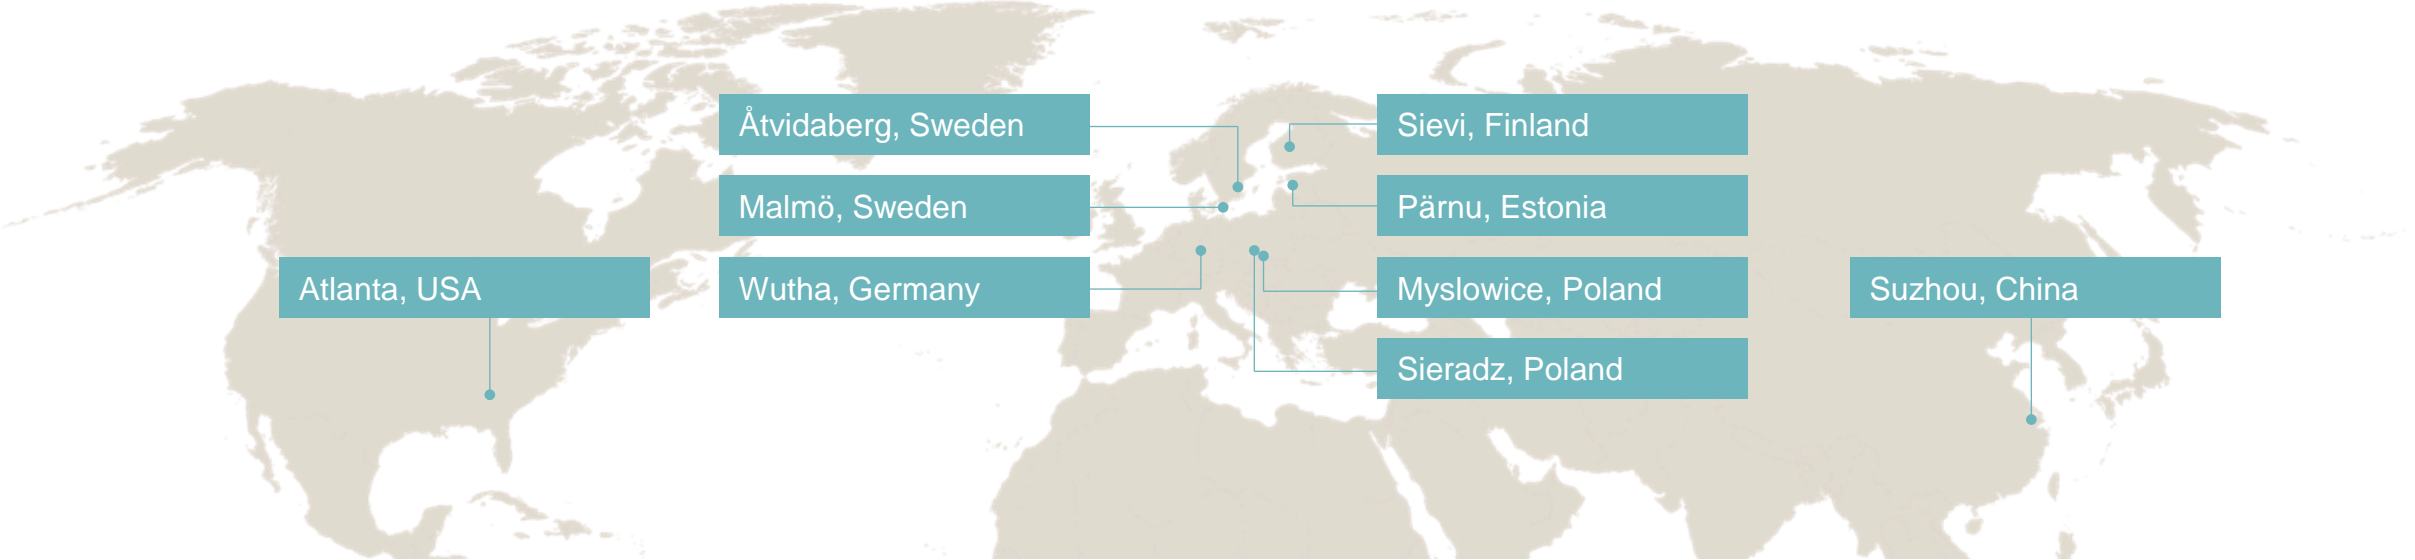 Åtvidaberg, Sweden
Sievi, Finland
Malmö, Sweden
Pärnu, Estonia
Atlanta, USA
Wutha, Germany
Myslowice, Poland
Suzhou, China
Sieradz, Poland